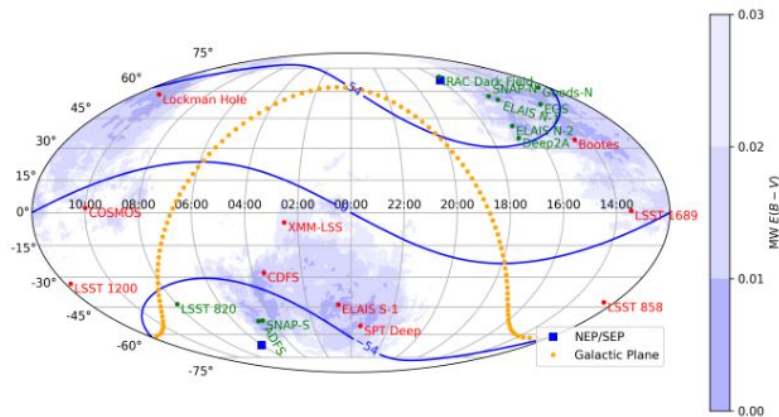 75°
60°
45°
30°
15°
0°
-15°
-30°
-45°
-60°
-75°
10:00
08:00
06:00
04:00
02:00
00:00
22:00
20:00
18:00
16:00
14:00
54
0
-54
Lockman Hole
COSMOS
LSST 1200
XMM-LSS
CDFS
LSST 820
SNAP-S
ADFS
ELAIS S-1
SPT Deep
IRAC Dark Field
SNAP-N
Goods-N
ELAIS N-1
EGS
ELAIS N-2
Deep2A
Bootes
LSST 1689
LSST 858
NEP/SEP
Galactic Plane
0.03
0.02
0.01
0.00
MW E(B − V)